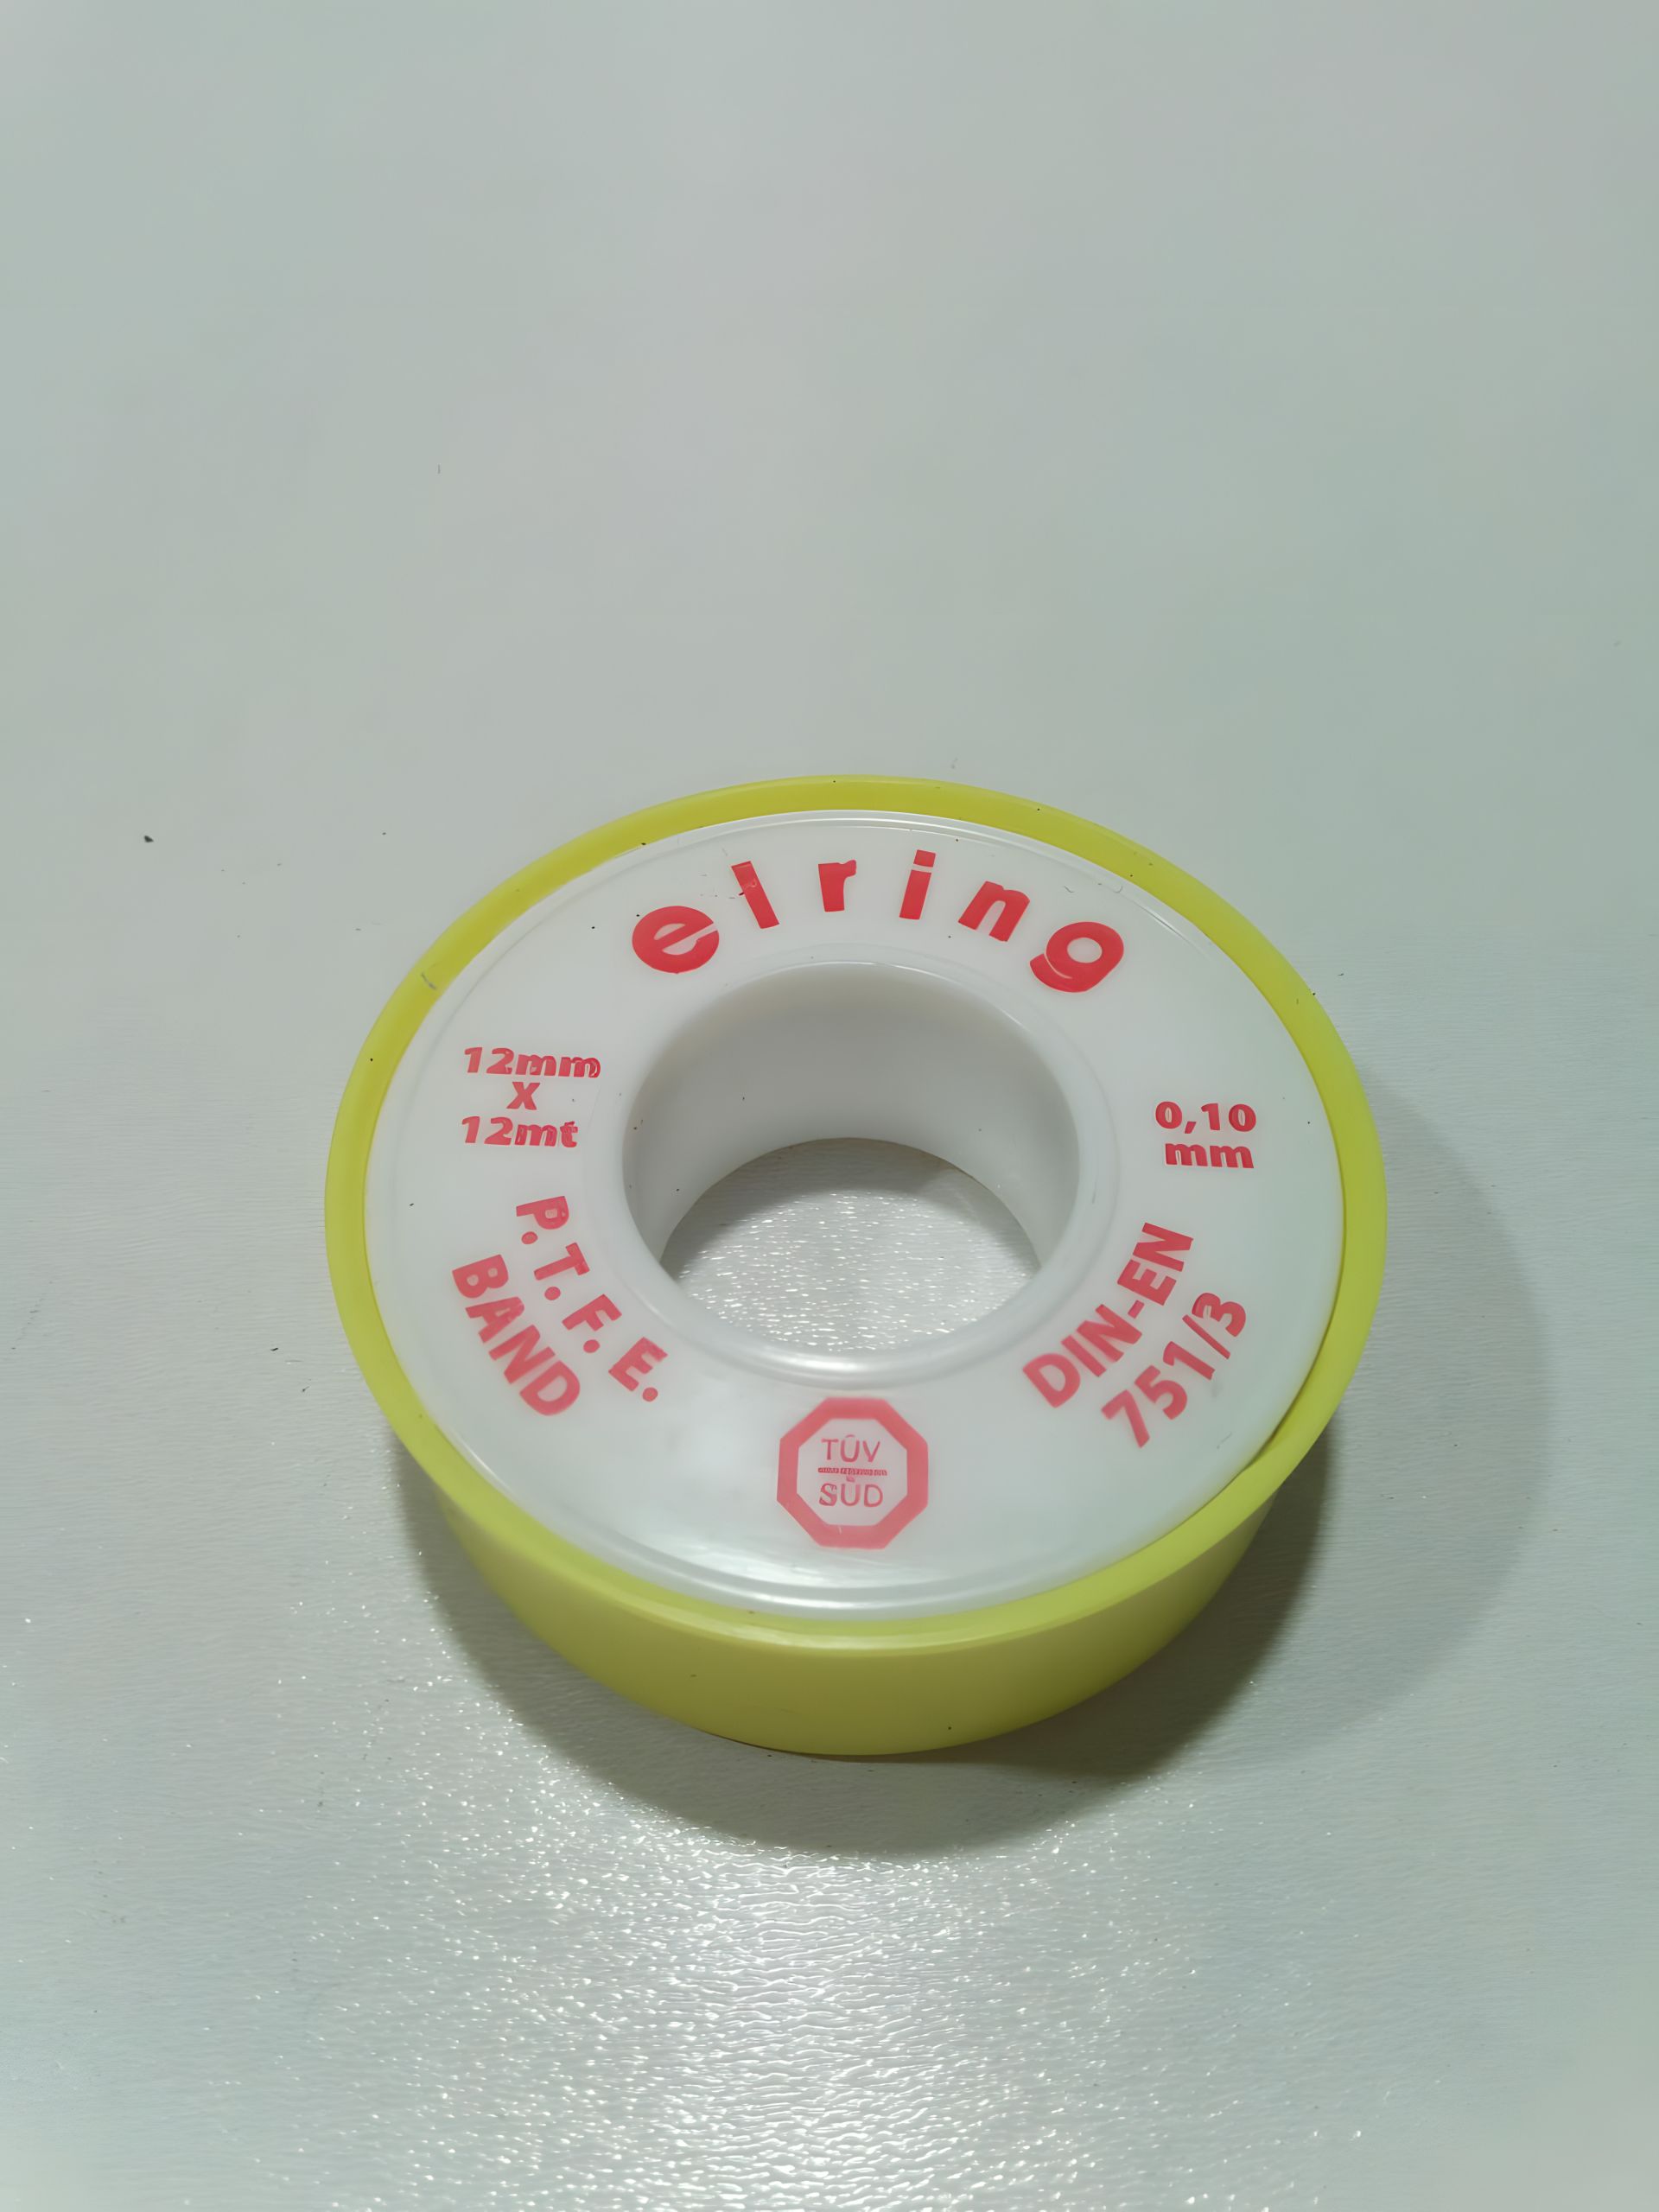 elring
12mm
X
12mt
0,10
mm
P.T.F.E.
BAND
DIN-EN
751/3
TÜV
SÜD